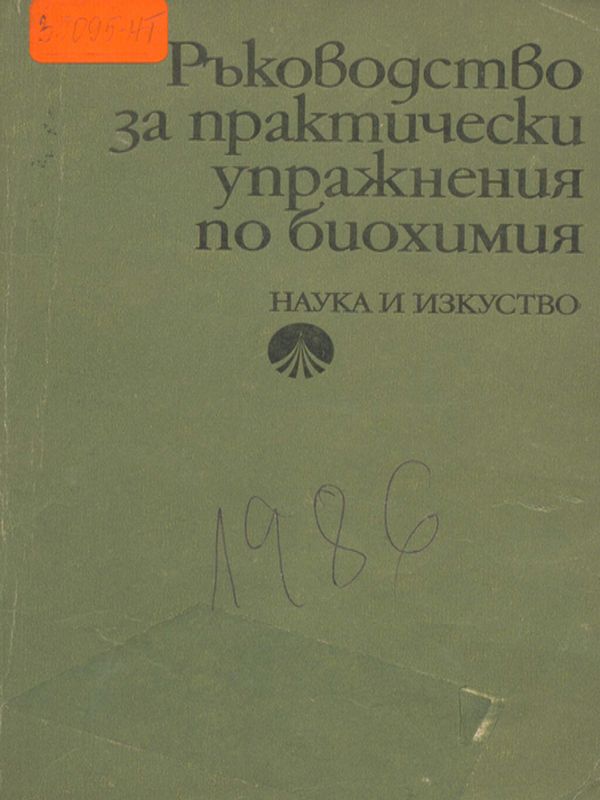 Ръководство
за практически
упражнения
по биохимия
НАУКА И ИЗКУСТВО
1986